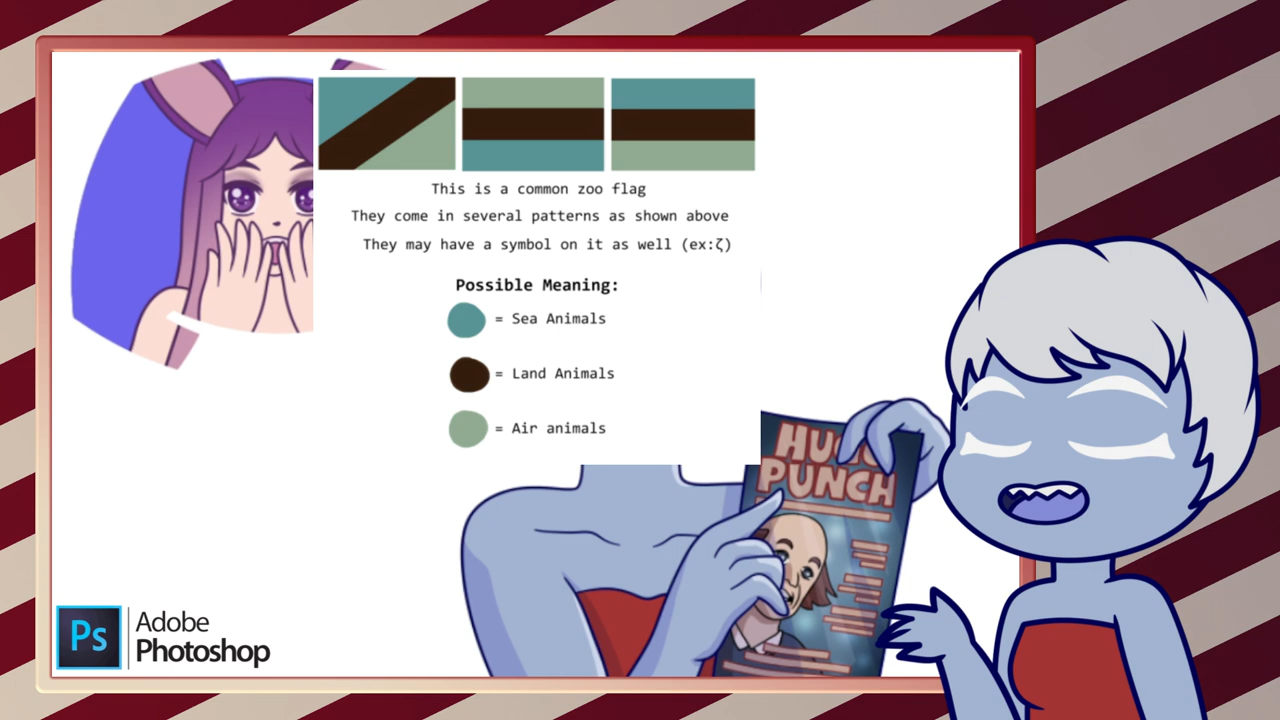 This is a common zoo flag
They come in several patterns as shown above
They may have a symbol on it as well (ex:ζ)
Possible Meaning:
= Sea Animals
= Land Animals
= Air animals
PUNCH
Ps
Adobe
Photoshop